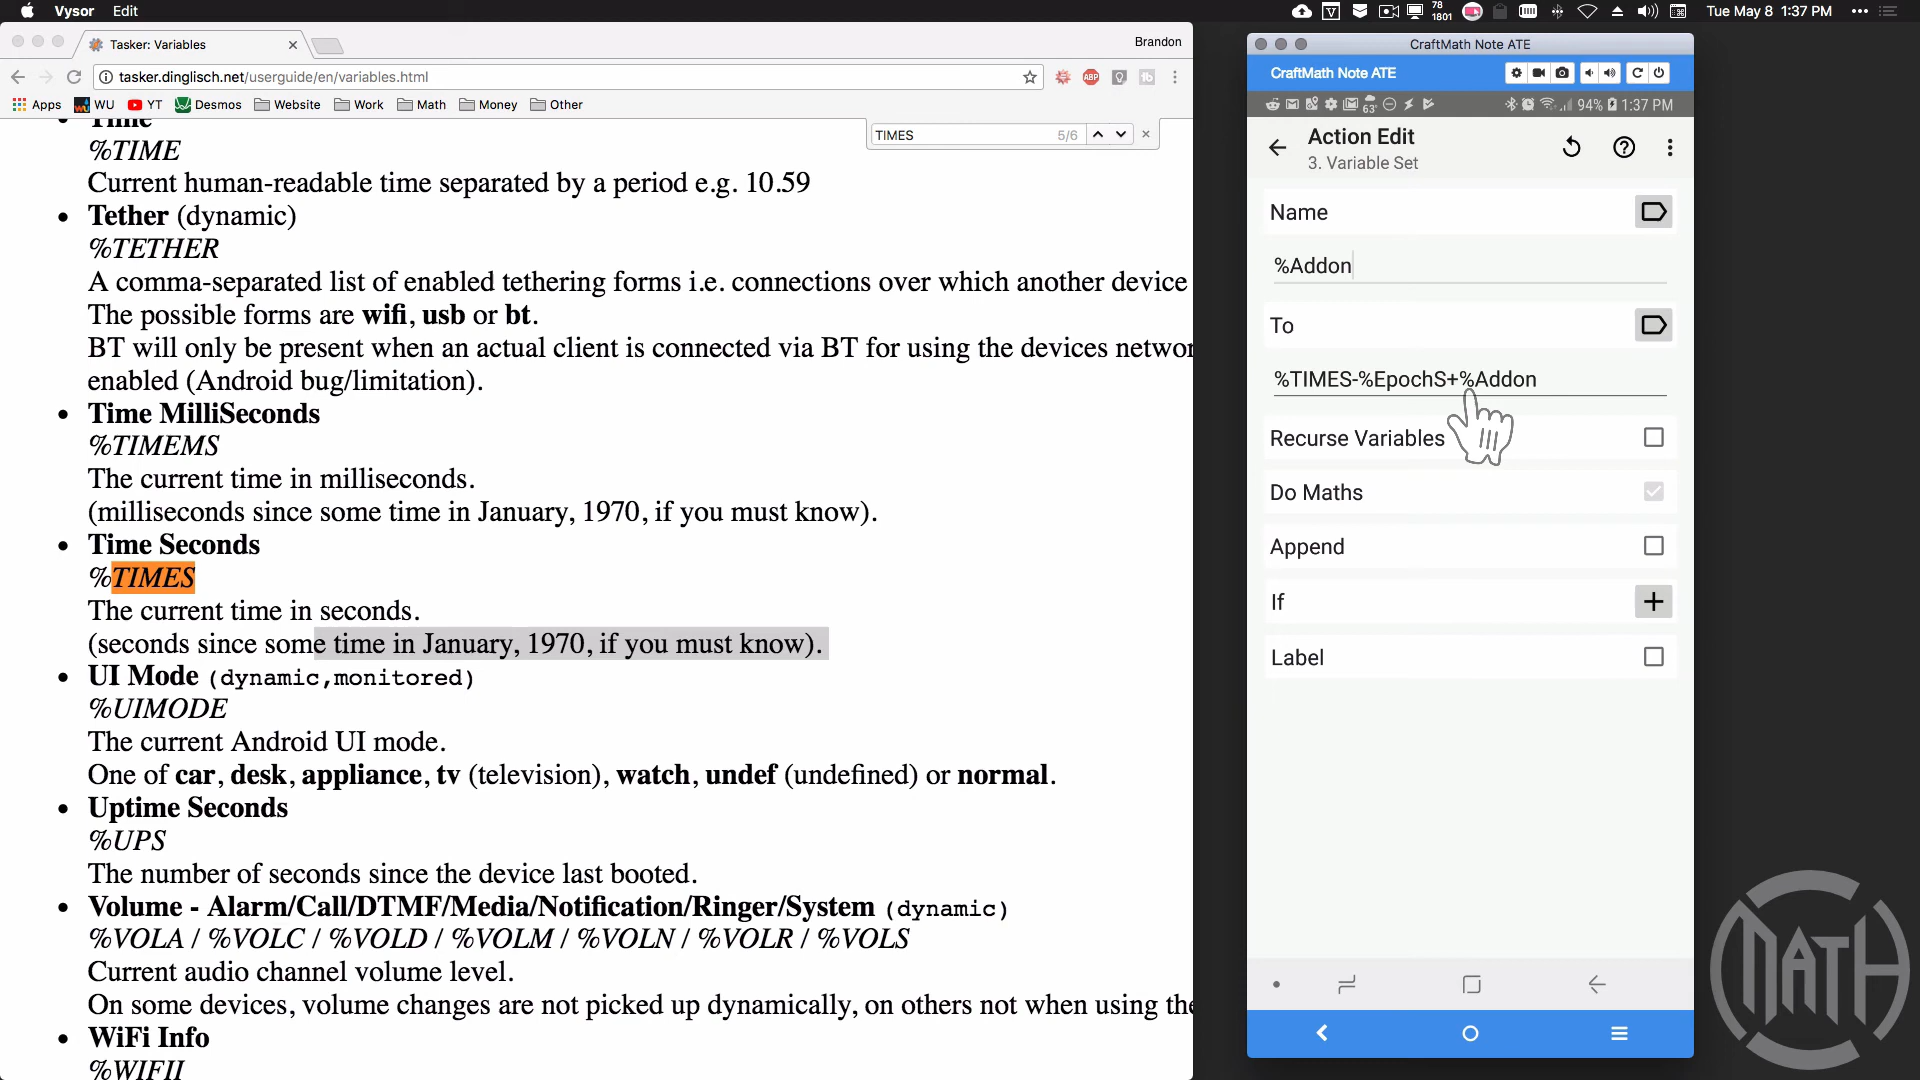 Vysor Edit
78
1801
Tue May 8 1:37 PM
Tasker: Variables
Brandon
tasker.dinglisch.net/userguide/en/variables.html
ABP
Apps WU YT Desmos Website Work Math Money Other
TIMES 5/6
Time
%TIME
Current human-readable time separated by a period e.g. 10.59
Tether (dynamic)
%TETHER
A comma-separated list of enabled tethering forms i.e. connections over which another device
The possible forms are wifi, usb or bt.
BT will only be present when an actual client is connected via BT for using the devices networ
enabled (Android bug/limitation).
Time MilliSeconds
%TIMEMS
The current time in milliseconds.
(milliseconds since some time in January, 1970, if you must know).
Time Seconds
%TIMES
The current time in seconds.
(seconds since some time in January, 1970, if you must know).
UI Mode (dynamic,monitored)
%UIMODE
The current Android UI mode.
One of car, desk, appliance, tv (television), watch, undef (undefined) or normal.
Uptime Seconds
%UPS
The number of seconds since the device last booted.
Volume - Alarm/Call/DTMF/Media/Notification/Ringer/System (dynamic)
%VOLA / %VOLC / %VOLD / %VOLM / %VOLN / %VOLR / %VOLS
Current audio channel volume level.
On some devices, volume changes are not picked up dynamically, on others not when using the
WiFi Info
%WIFII
CraftMath Note ATE
CraftMath Note ATE
63° 94% 1:37 PM
Action Edit
3. Variable Set
Name
%Addon
To
%TIMES-%EpochS+%Addon
Recurse Variables
Do Maths
Append
If
Label
MATH